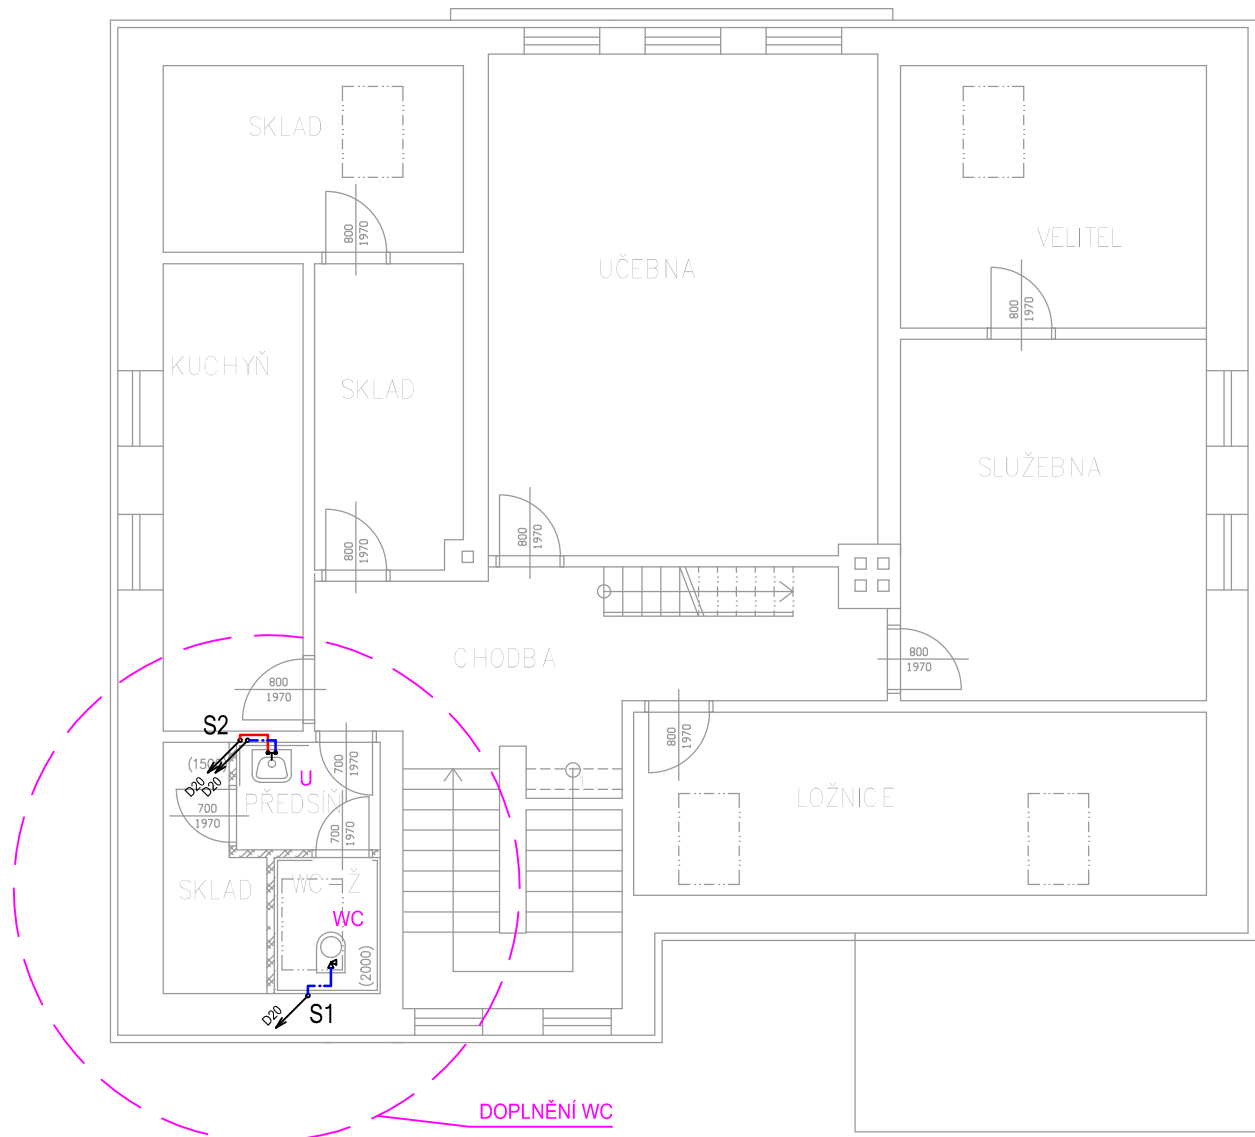 SKLAD
800
1970
UČEBNA
VELITEL
800
1970
KUCHYŇ
SKLAD
800
1970
800
1970
SLUŽEBNA
CHODBA
800
1970
800
1970
800
1970
S2
D20
D20
U
700
1970
PŘEDSÍŇ
700
1970
700
1970
LOŽNICE
SKLAD
WC-Ž
WC
(2000)
D20
S1
DOPLNĚNÍ WC